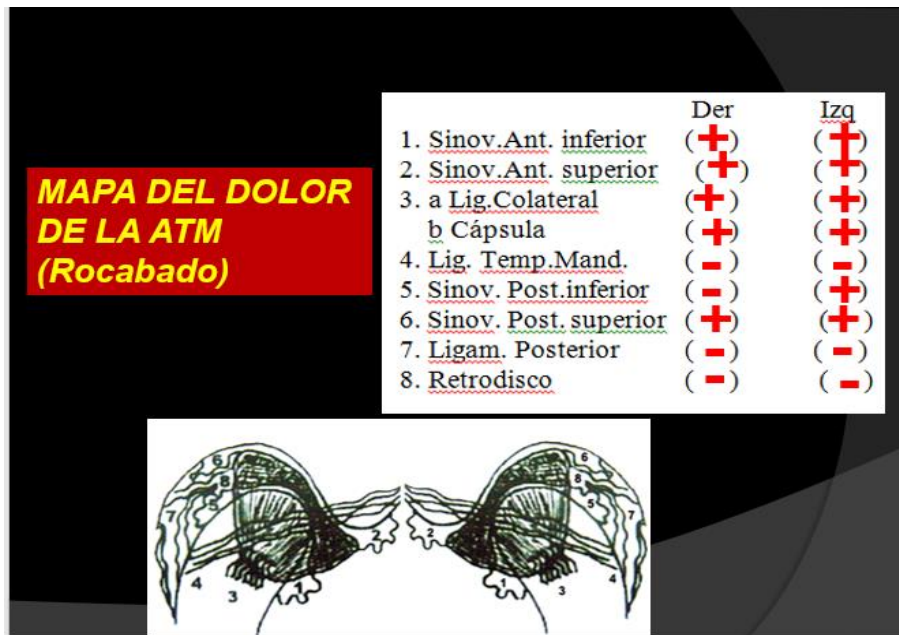 MAPA DEL DOLOR
DE LA ATM
(Rocabado)
Der Izq
1. Sinov.Ant. inferior (+) (+)
2. Sinov.Ant. superior (+) (+)
3. a Lig.Colateral (+) (+)
b Cápsula (+) (+)
4. Lig. Temp.Mand. (-) (-)
5. Sinov. Post.inferior (-) (+)
6. Sinov. Post. superior (+) (+)
7. Ligam. Posterior (-) (-)
8. Retrodisco (-) (-)
6 6
8 8
5 5
7 7
2 2
4 4
3 1 1 3